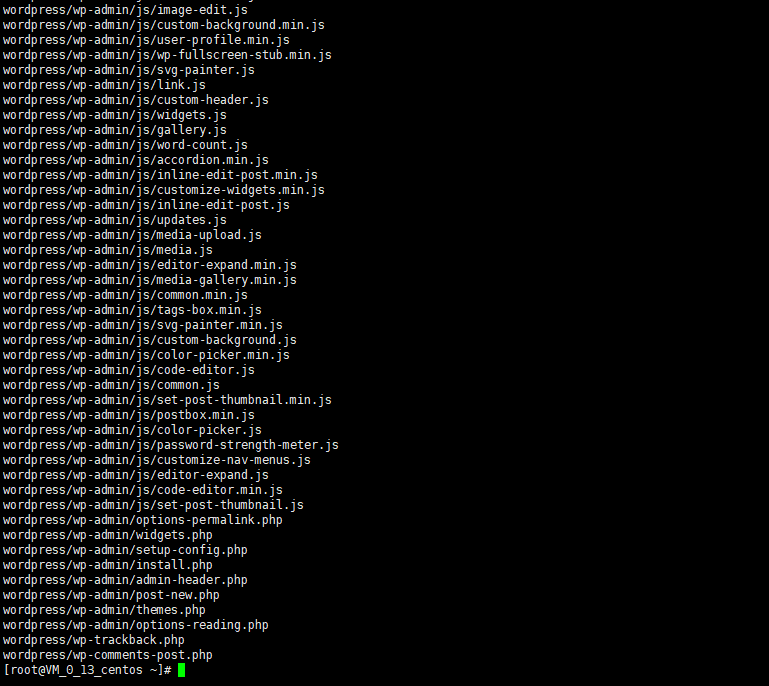 wordpress/wp-admin/js/image-edit.js
wordpress/wp-admin/js/custom-background.min.js
wordpress/wp-admin/js/user-profile.min.js
wordpress/wp-admin/js/wp-fullscreen-stub.min.js
wordpress/wp-admin/js/svg-painter.js
wordpress/wp-admin/js/link.js
wordpress/wp-admin/js/custom-header.js
wordpress/wp-admin/js/widgets.js
wordpress/wp-admin/js/gallery.js
wordpress/wp-admin/js/word-count.js
wordpress/wp-admin/js/accordion.min.js
wordpress/wp-admin/js/inline-edit-post.min.js
wordpress/wp-admin/js/customize-widgets.min.js
wordpress/wp-admin/js/inline-edit-post.js
wordpress/wp-admin/js/updates.js
wordpress/wp-admin/js/media-upload.js
wordpress/wp-admin/js/media.js
wordpress/wp-admin/js/editor-expand.min.js
wordpress/wp-admin/js/media-gallery.min.js
wordpress/wp-admin/js/common.min.js
wordpress/wp-admin/js/tags-box.min.js
wordpress/wp-admin/js/svg-painter.min.js
wordpress/wp-admin/js/custom-background.js
wordpress/wp-admin/js/color-picker.min.js
wordpress/wp-admin/js/code-editor.js
wordpress/wp-admin/js/common.js
wordpress/wp-admin/js/set-post-thumbnail.min.js
wordpress/wp-admin/js/postbox.min.js
wordpress/wp-admin/js/color-picker.js
wordpress/wp-admin/js/password-strength-meter.js
wordpress/wp-admin/js/customize-nav-menus.js
wordpress/wp-admin/js/editor-expand.js
wordpress/wp-admin/js/code-editor.min.js
wordpress/wp-admin/js/set-post-thumbnail.js
wordpress/wp-admin/options-permalink.php
wordpress/wp-admin/widgets.php
wordpress/wp-admin/setup-config.php
wordpress/wp-admin/install.php
wordpress/wp-admin/admin-header.php
wordpress/wp-admin/post-new.php
wordpress/wp-admin/themes.php
wordpress/wp-admin/options-reading.php
wordpress/wp-trackback.php
wordpress/wp-comments-post.php
[root@VM_0_13_centos ~]#